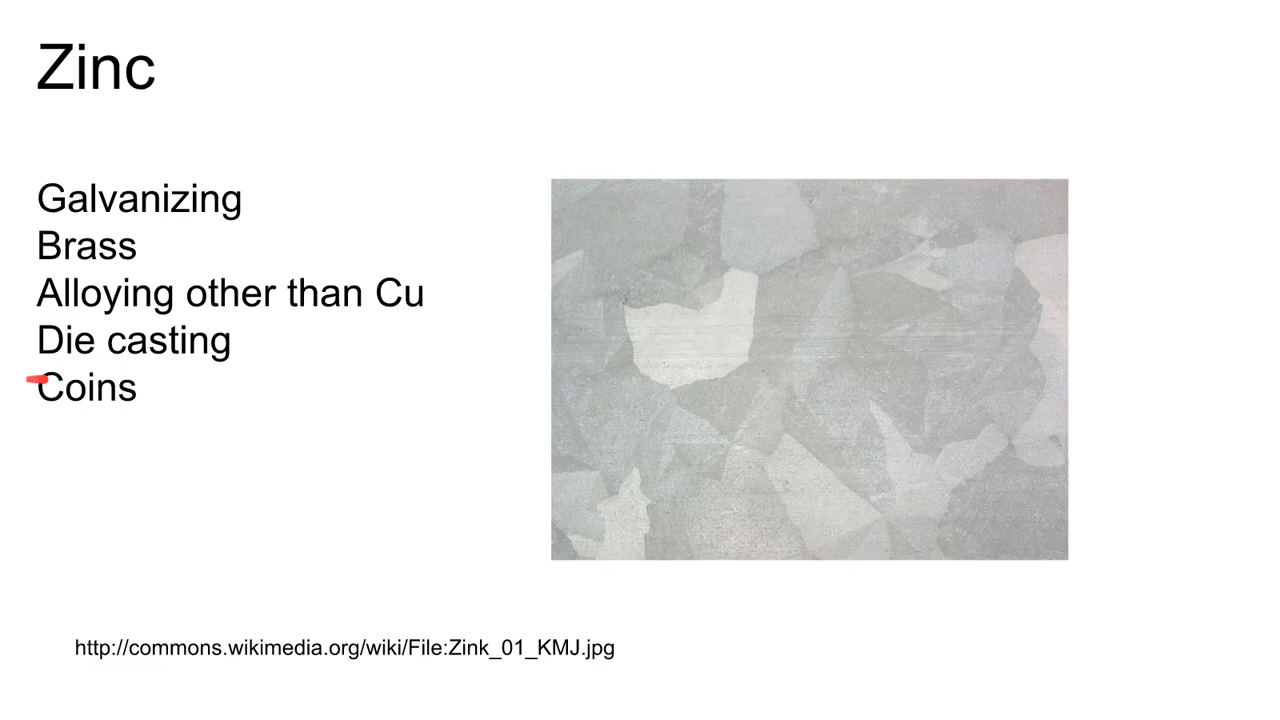 Zinc
Galvanizing
Brass
Alloying other than Cu
Die casting
Coins
http://commons.wikimedia.org/wiki/File:Zink_01_KMJ.jpg